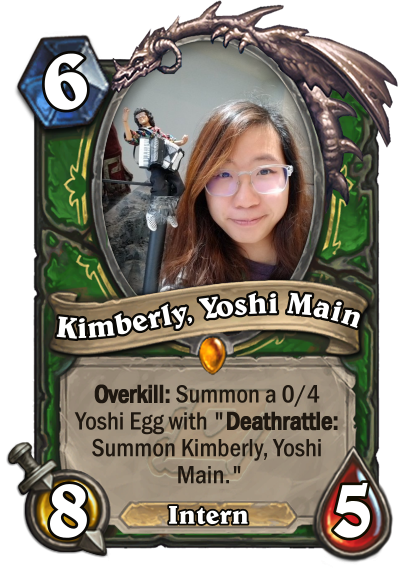 6
Kimberly, Yoshi Main
Overkill: Summon a 0/4
Yoshi Egg with "Deathrattle:
Summon Kimberly, Yoshi
Main."
8
Intern
5